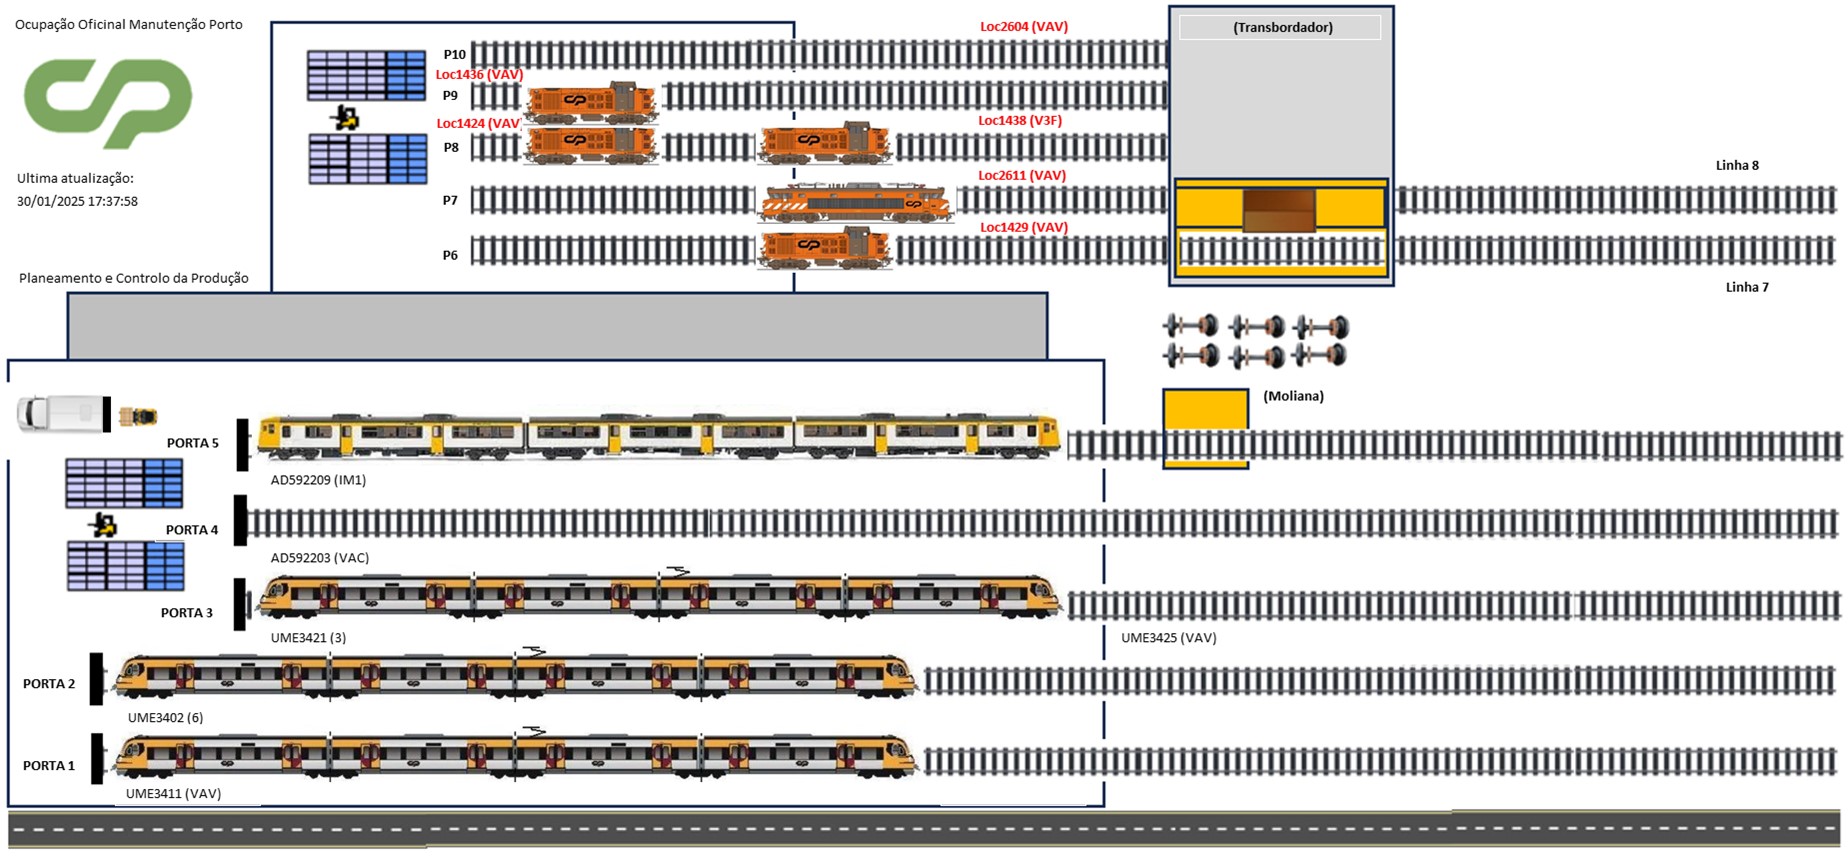 Ocupação Oficinal Manutenção Porto
CP
Ultima atualização:
30/01/2025 17:37:58
Planeamento e Controlo da Produção
Loc2604 (VAV)
(Transbordador)
P10
Loc1436 (VAV)
P9
Loc1424 (VAV)
Loc1438 (V3F)
P8
Linha 8
Loc2611 (VAV)
P7
Loc1429 (VAV)
P6
Linha 7
(Moliana)
PORTA 5
AD592209 (IM1)
PORTA 4
AD592203 (VAC)
PORTA 3
UME3421 (3)
UME3425 (VAV)
PORTA 2
UME3402 (6)
PORTA 1
UME3411 (VAV)